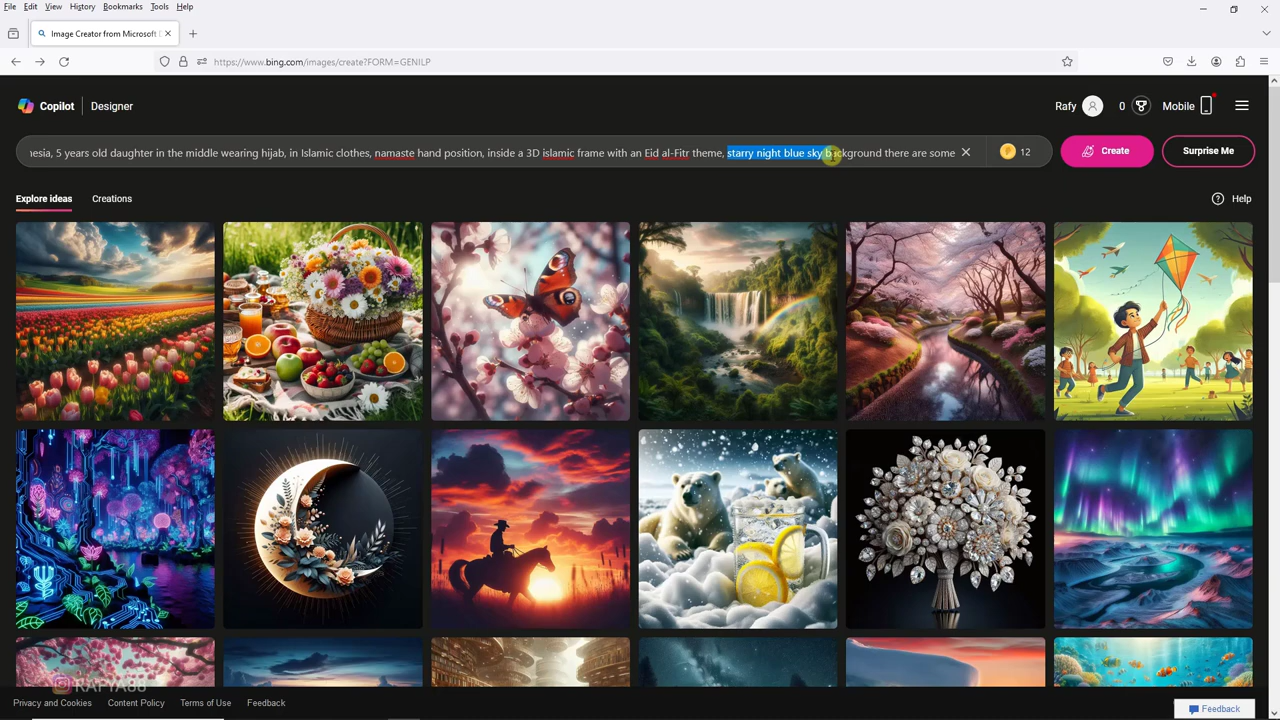 File Edit View History Bookmarks Tools Help
Image Creator from Microsoft
https://www.bing.com/images/create?FORM=GENILP
Copilot Designer Rafy 0 Mobile
nesia, 5 years old daughter in the middle wearing hijab, in Islamic clothes, namaste hand position, inside a 3D islamic frame with an Eid al-Fitr theme, starry night blue sky background there are some 12 Create Surprise Me
Explore ideas Creations Help
RAFYA88
Privacy and Cookies Content Policy Terms of Use Feedback Feedback